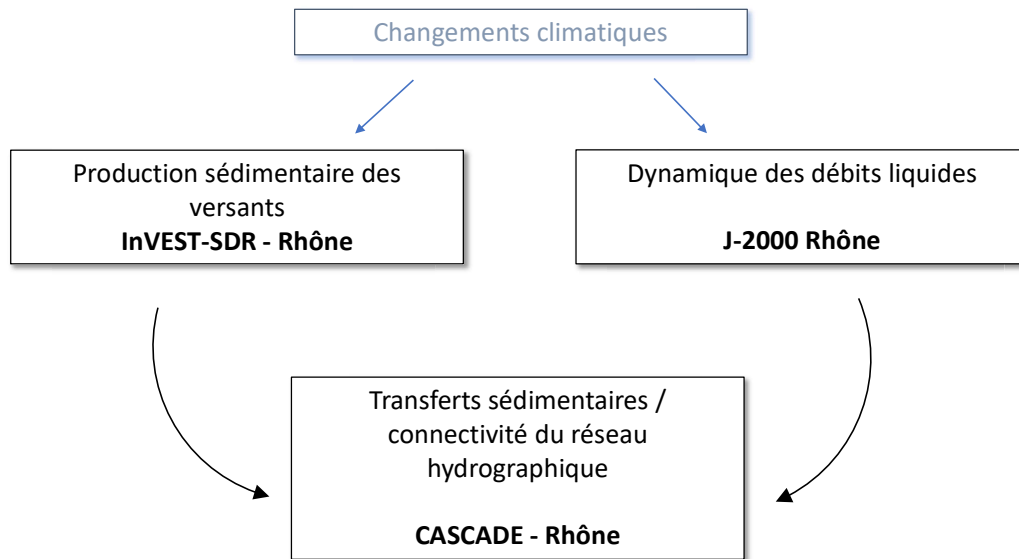 Changements climatiques
Production sédimentaire des
versants
InVEST-SDR - Rhône
Dynamique des débits liquides
J-2000 Rhône
Transferts sédimentaires /
connectivité du réseau
hydrographique
CASCADE - Rhône